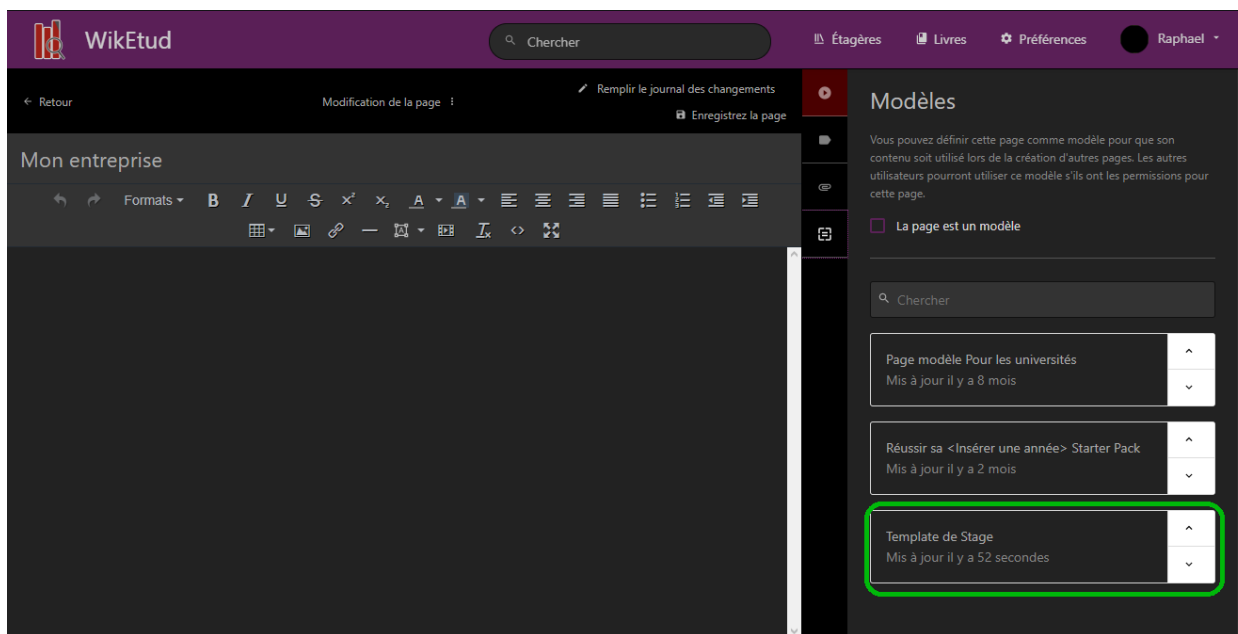 WikEtud
Chercher
Étagères
Livres
Préférences
Raphael
← Retour
Modification de la page
Remplir le journal des changements
Enregistrez la page
Mon entreprise
Formats
B I U S x² x₂ A A
Modèles
Vous pouvez définir cette page comme modèle pour que son
contenu soit utilisé lors de la création d'autres pages. Les autres
utilisateurs pourront utiliser ce modèle s'ils ont les permissions pour
cette page.
La page est un modèle
Chercher
Page modèle Pour les universités
Mis à jour il y a 8 mois
Réussir sa <Insérer une année> Starter Pack
Mis à jour il y a 2 mois
Template de Stage
Mis à jour il y a 52 secondes